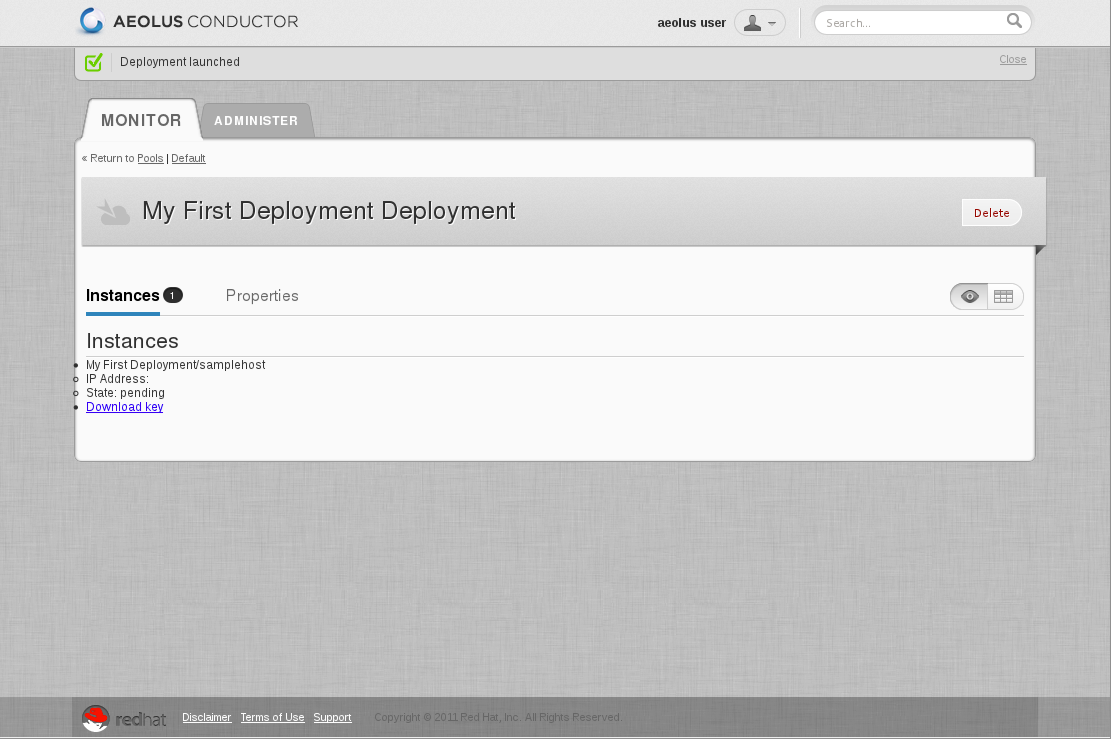 AEOLUS CONDUCTOR
aeolus user
Search...
Deployment launched
Close
MONITOR
ADMINISTER
« Return to Pools | Default
My First Deployment Deployment
Delete
Instances 1
Properties
Instances
My First Deployment/samplehost
IP Address:
State: pending
Download key
redhat
Disclaimer Terms of Use Support
Copyright © 2011 Red Hat, Inc. All Rights Reserved.